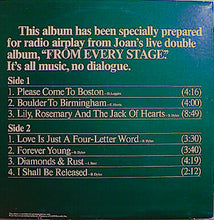 This album has been specially prepared
for radio airplay from Joan's live double
album, "FROM EVERY STAGE."
It's all music, no dialogue.
Side 1
1. Please Come To Boston (4:16)
2. Boulder To Birmingham (4:04)
3. Lily, Rosemary And The Jack Of Hearts (8:49)
Side 2
1. Love Is Just A Four-Letter Word (3:30)
2. Forever Young (3:40)
3. Diamonds & Rust (4:19)
4. I Shall Be Released (2:12)